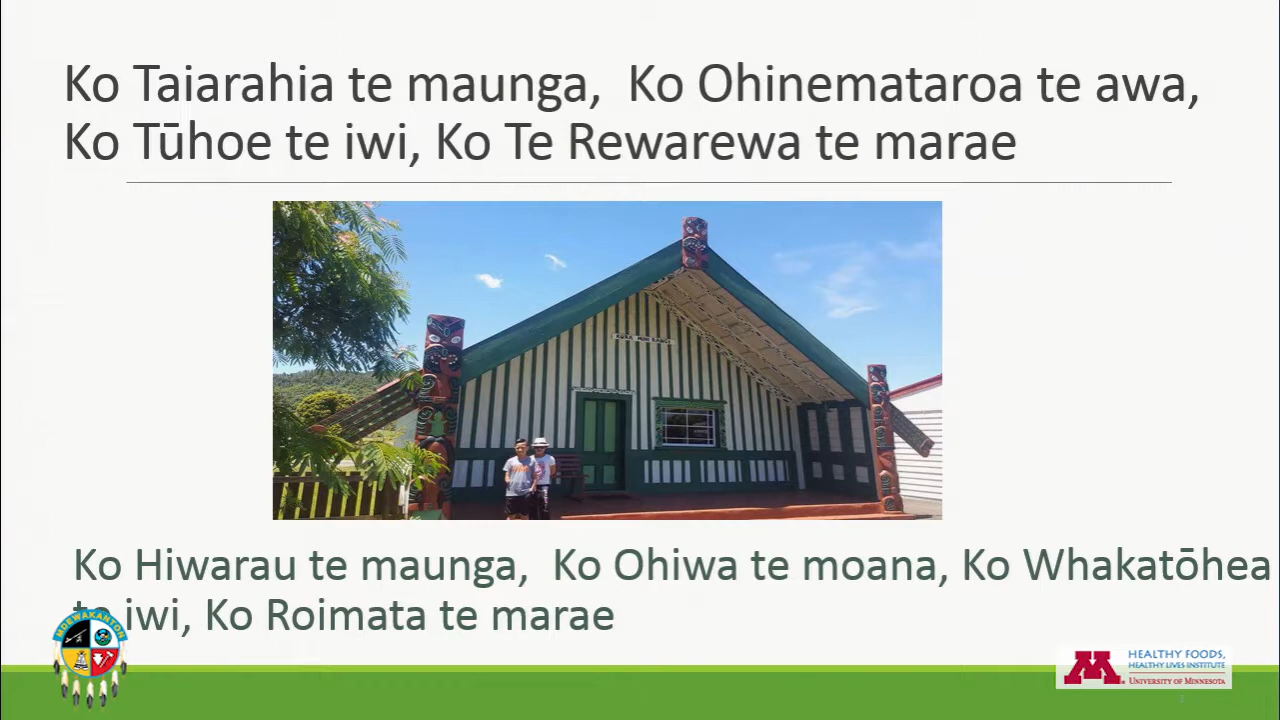 Ko Taiarahia te maunga, Ko Ohinemataroa te awa,
Ko Tūhoe te iwi, Ko Te Rewarewa te marae
Ko Hiwarau te maunga, Ko Ohiwa te moana, Ko Whakatōhea
te iwi, Ko Roimata te marae
MDEWAKANTON
M
HEALTHY FOODS,
HEALTHY LIVES INSTITUTE
UNIVERSITY OF MINNESOTA